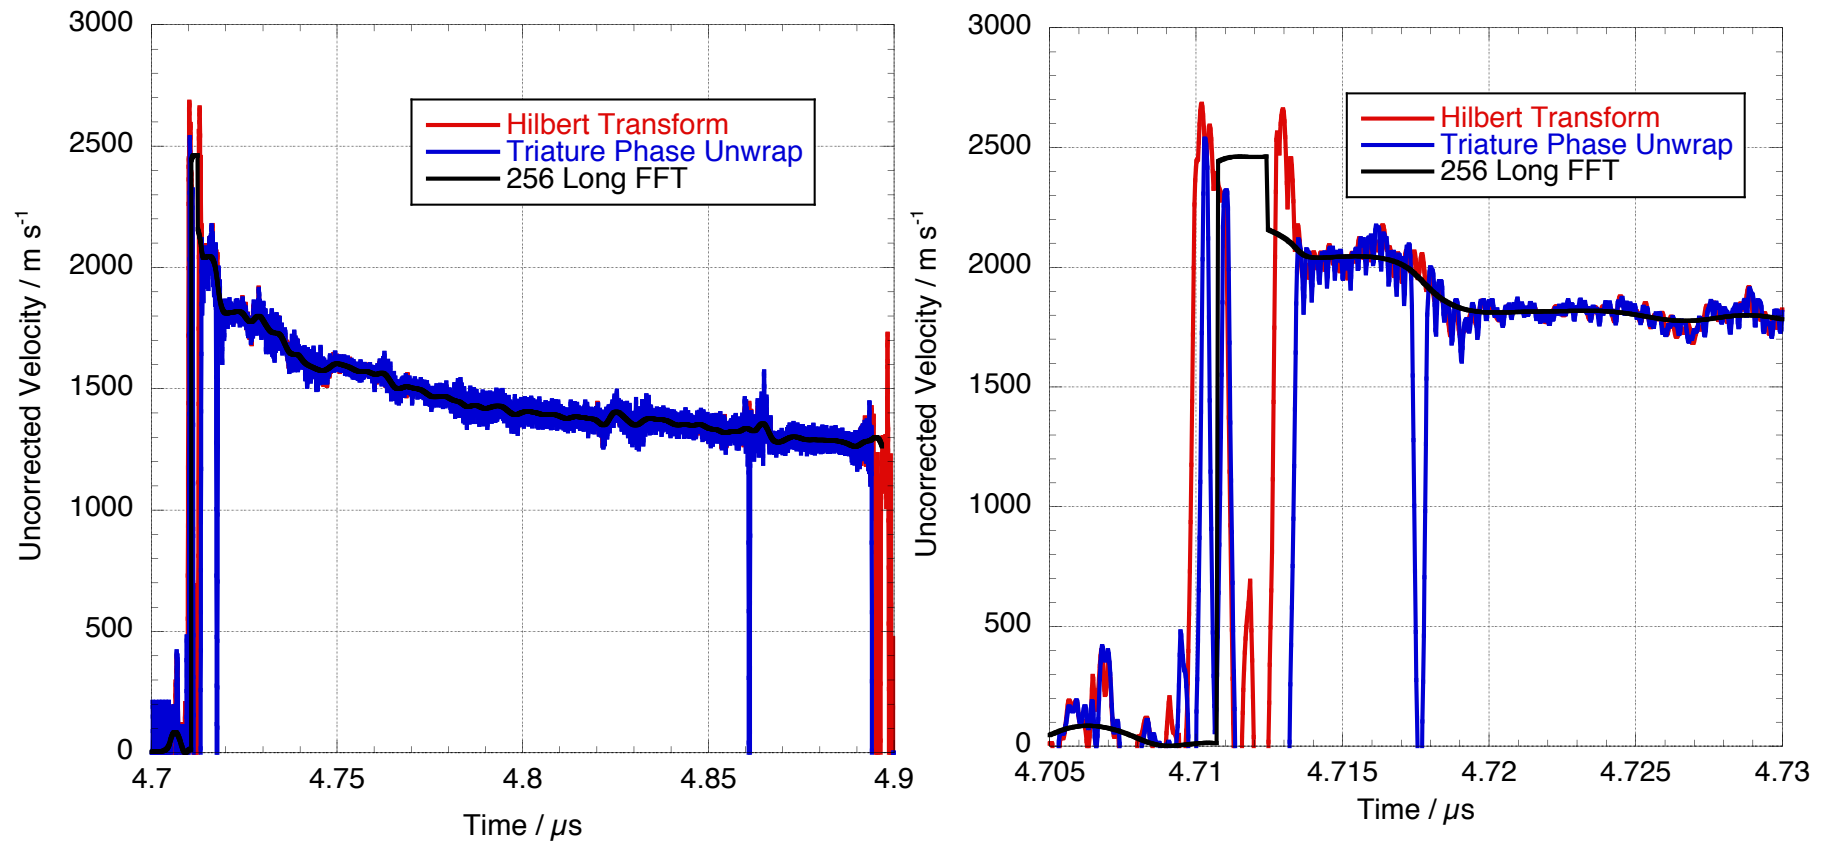 3000
2500
2000
1500
1000
500
0
Uncorrected Velocity / m s⁻¹
Hilbert Transform
Triature Phase Unwrap
256 Long FFT
4.7
4.75
4.8
4.85
4.9
Time / µs
3000
2500
2000
1500
1000
500
0
Uncorrected Velocity / m s⁻¹
Hilbert Transform
Triature Phase Unwrap
256 Long FFT
4.705
4.71
4.715
4.72
4.725
4.73
Time / µs